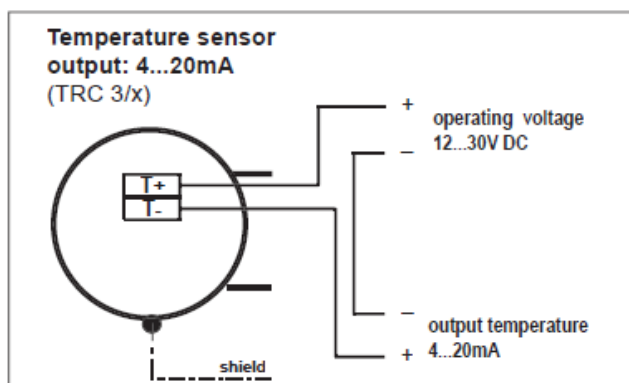 Temperature sensor
output: 4...20mA
(TRC 3/x)
T+
T-
+
operating voltage
12...30V DC
–
–
output temperature
4...20mA
+
shield